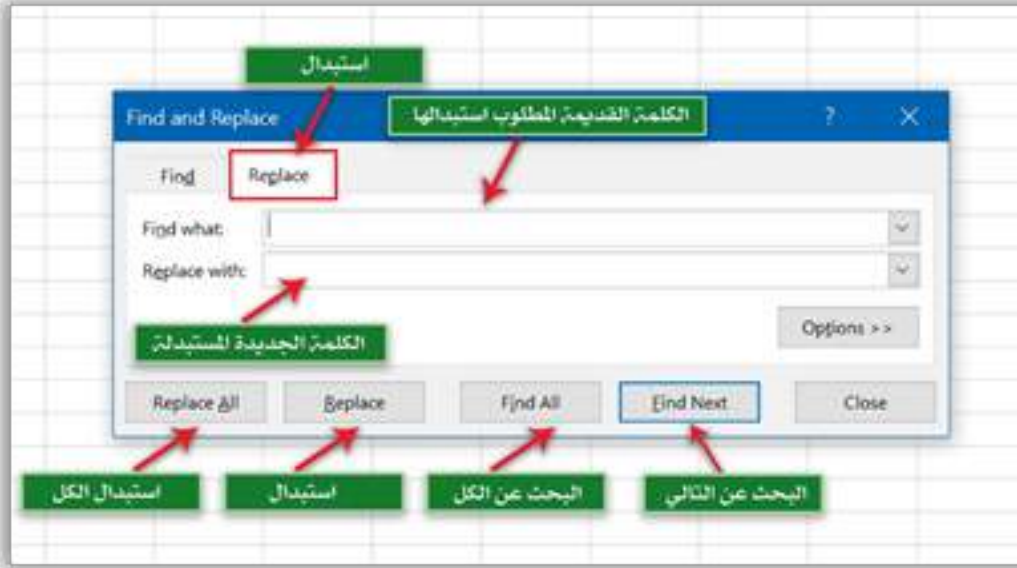 استبدال
Find and Replace
الكلمة القديمة المطلوب استبدالها
?
Find
Replace
Find what:
Replace with:
Options >>
الكلمة الجديدة المستبدلة
Replace All
Replace
Find All
Find Next
Close
استبدال الكل
استبدال
البحث عن الكل
البحث عن التالي